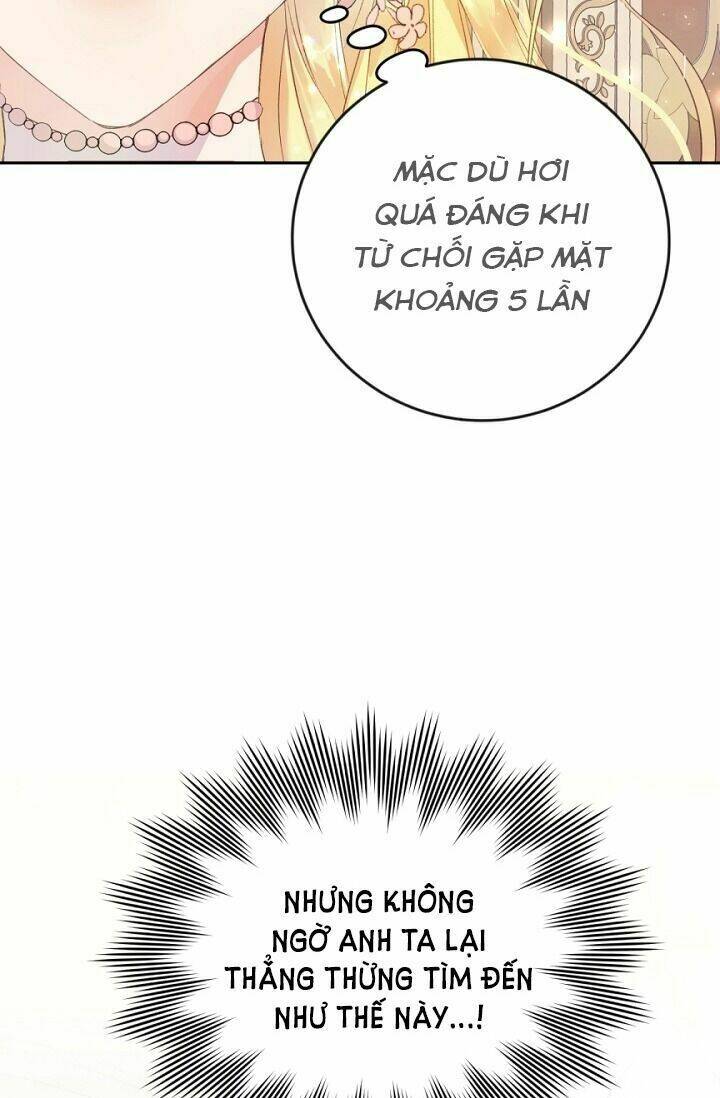 MẶC DÙ HƠI
QUÁ ĐÁNG KHI
TỪ CHỐI GẶP MẶT
KHOẢNG 5 LẦN
NHƯNG KHÔNG
NGỜ ANH TA LẠI
THẲNG THỪNG TÌM ĐẾN
NHƯ THẾ NÀY...!